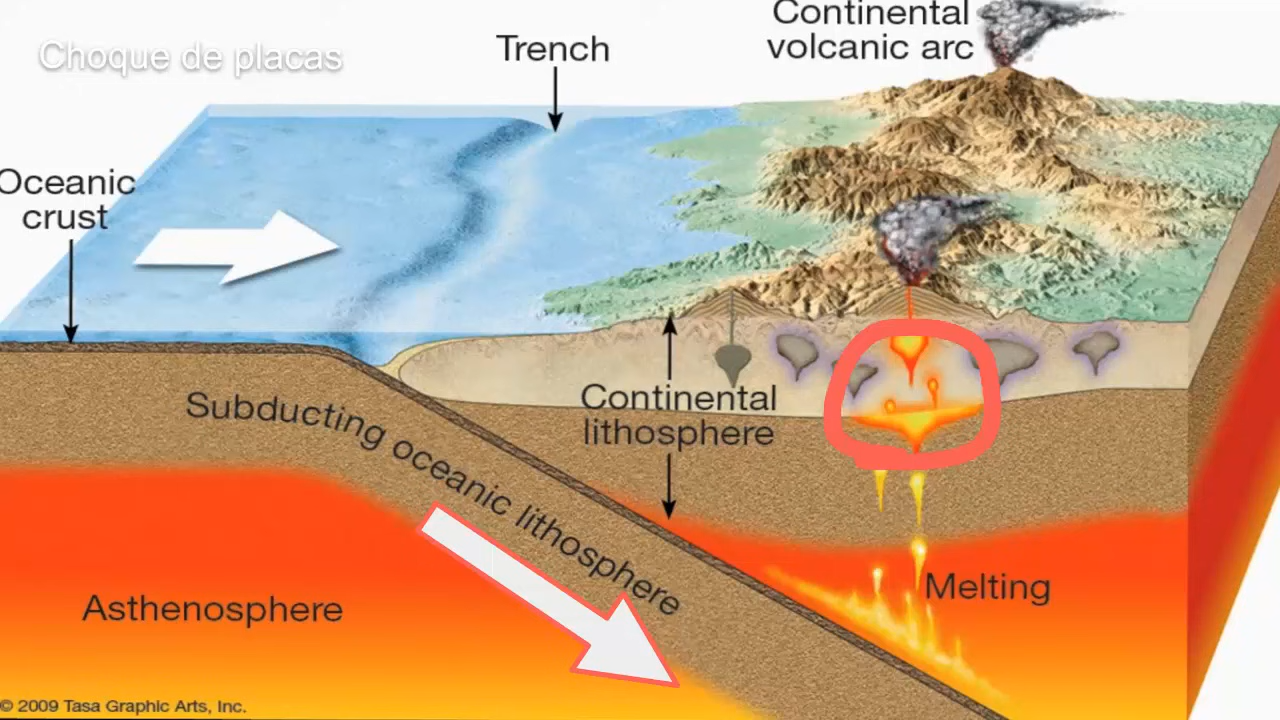 Choque de placas
Trench
Continental
volcanic arc
Oceanic
crust
Continental
lithosphere
Subducting oceanic lithosphere
Melting
Asthenosphere
© 2009 Tasa Graphic Arts, Inc.